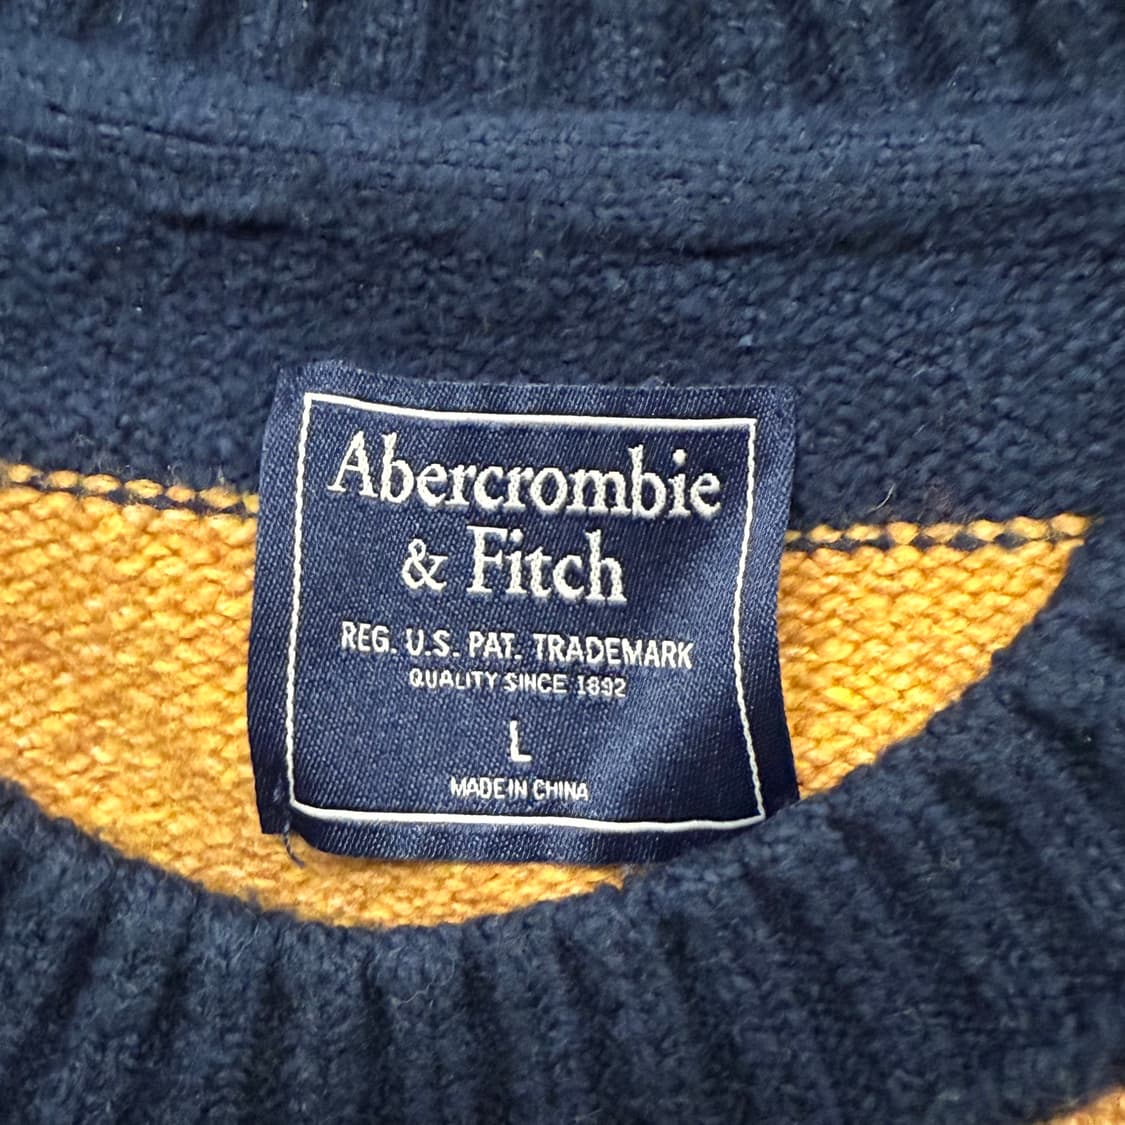 Abercrombie
& Fitch
REG. U.S. PAT. TRADEMARK
QUALITY SINCE 1892
L
MADE IN CHINA